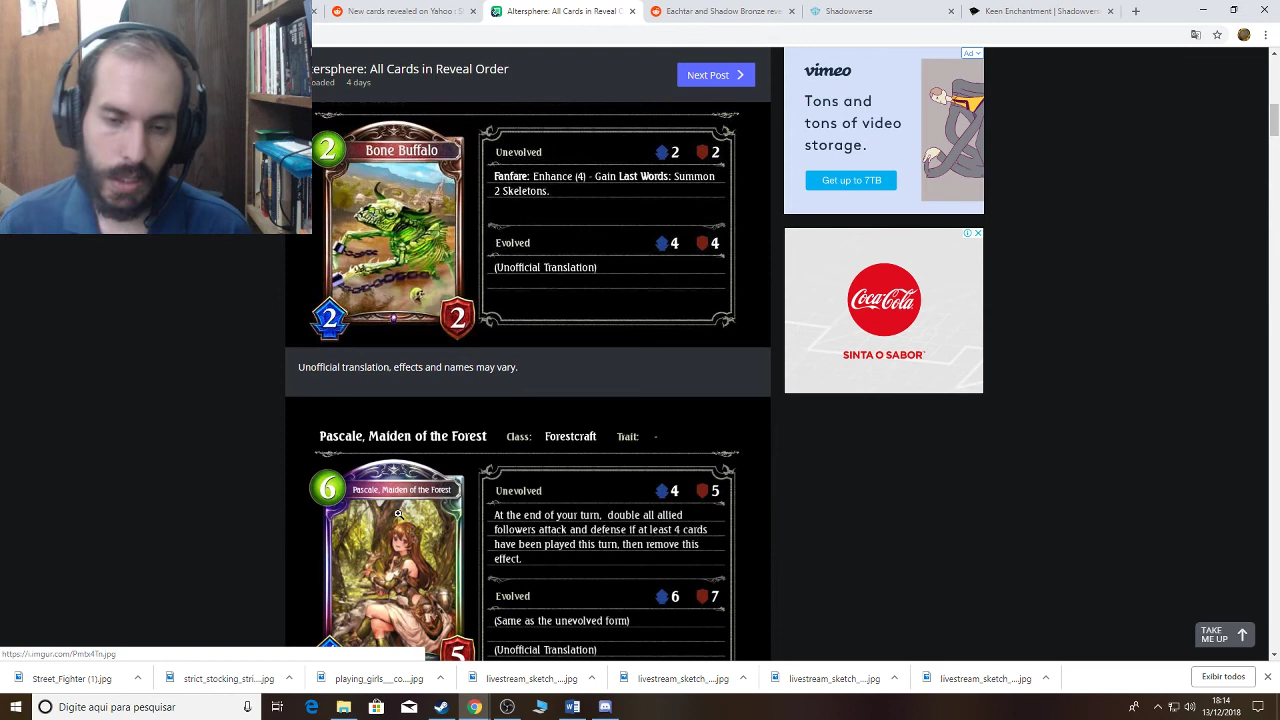 New cards revealed on Yahoo : S
Altersphere: All Cards in Reveal O
Eachtar and Shadow Bronze reve
Shadowsphere
Keen Enchantment | Shadowver
tersphere: All Cards in Reveal Order
oaded 4 days
Next Post
2 Bone Buffalo
Unevolved 2 2
Fanfare: Enhance (4) - Gain Last Words: Summon
2 Skeletons.
Evolved 4 4
(Unofficial Translation)
2 2
Unofficial translation, effects and names may vary.
Pascale, Maiden of the Forest Class: Forestcraft Trait: -
6 Pascale, Maiden of the Forest
Unevolved 4 5
At the end of your turn, double all allied
followers attack and defense if at least 4 cards
have been played this turn, then remove this
effect.
Evolved 6 7
(Same as the unevolved form)
(Unofficial Translation)
5
Ad
vimeo
Tons and
tons of video
storage.
Get up to 7TB
Coca-Cola
SINTA O SABOR
TAKE
ME UP
https://i.imgur.com/Pmbx4Tn.jpg
Street_Fighter (1).jpg
strict_stocking_stri....jpg
playing_girls__co....jpg
livestream_sketch_....jpg
livestream_sketch_....jpg
livestream_sketch_....jpg
livestream_sketch_....jpg
Exibir todos
Digite aqui para pesquisar
18:14
13/12/2018